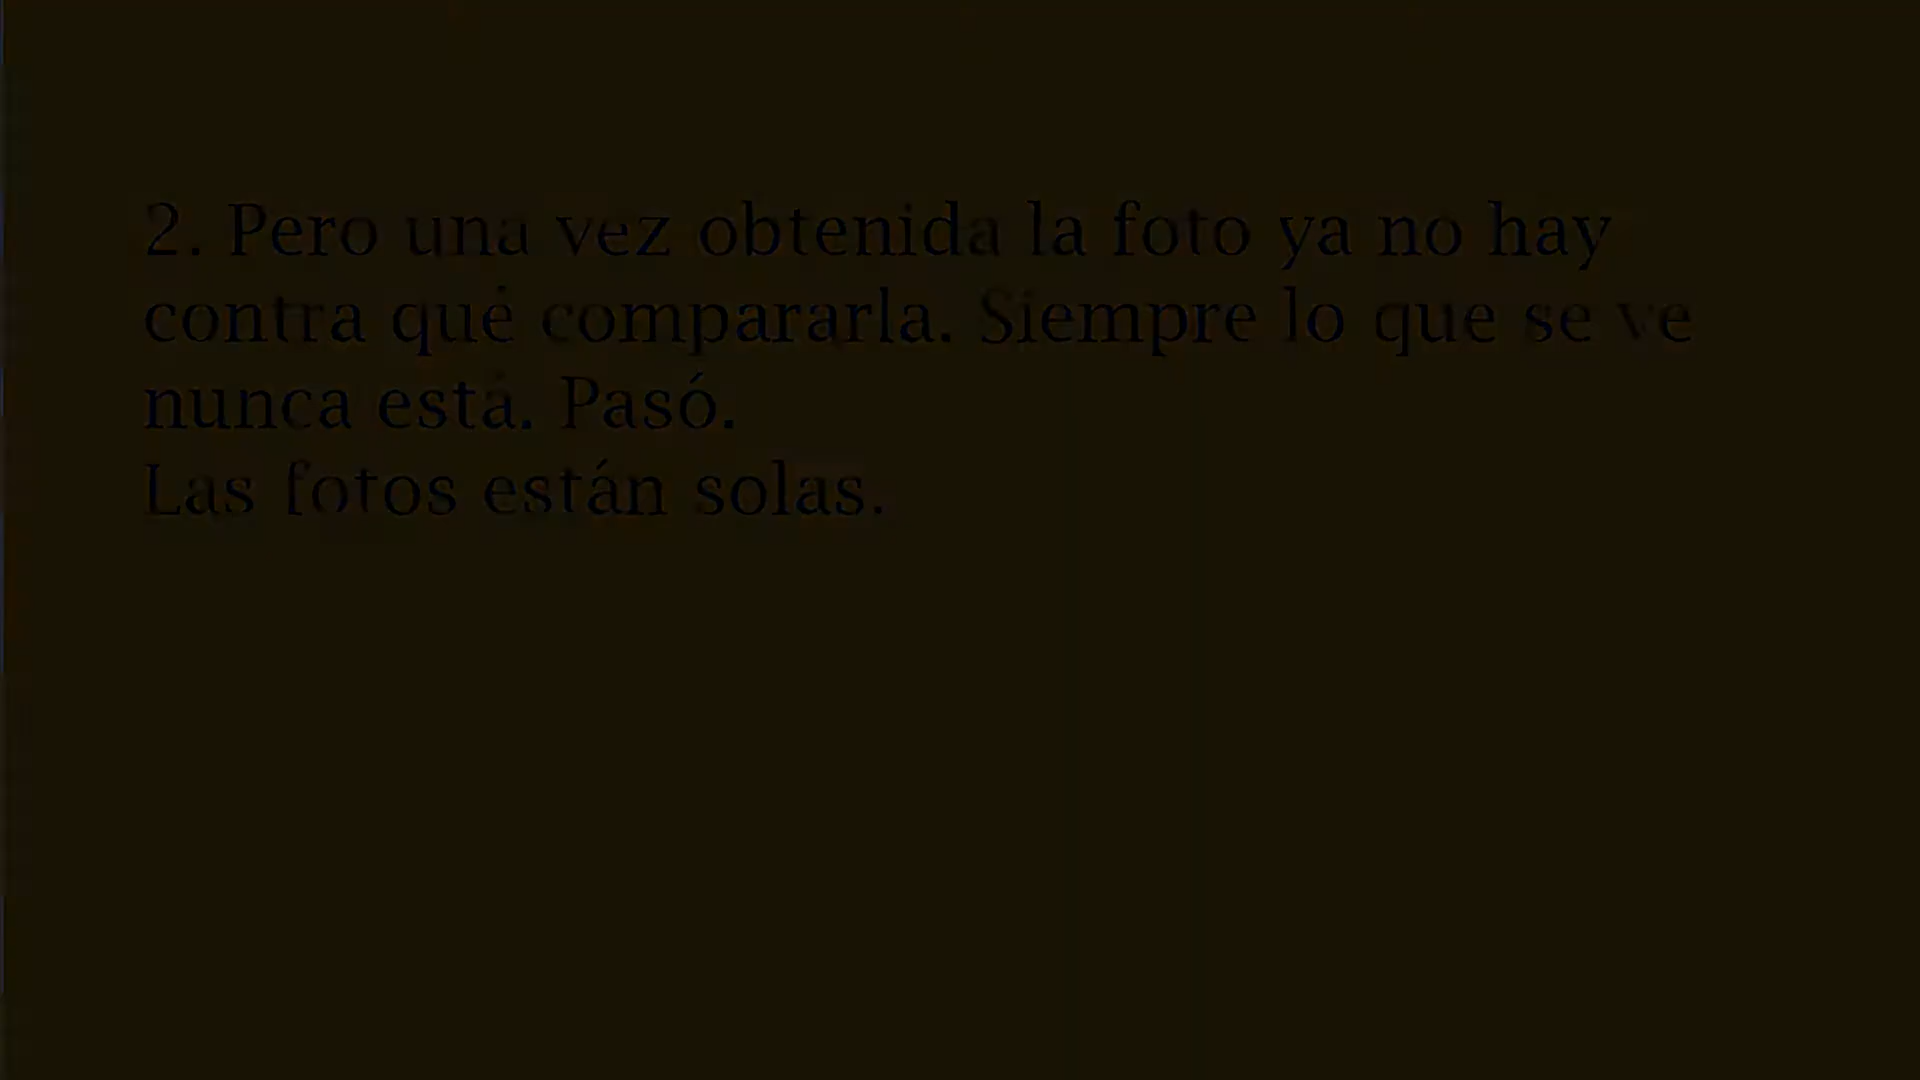 2. Pero una vez obtenida la foto ya no hay
contra qué compararla. Siempre lo que se ve
nunca está. Pasó.
Las fotos están solas.